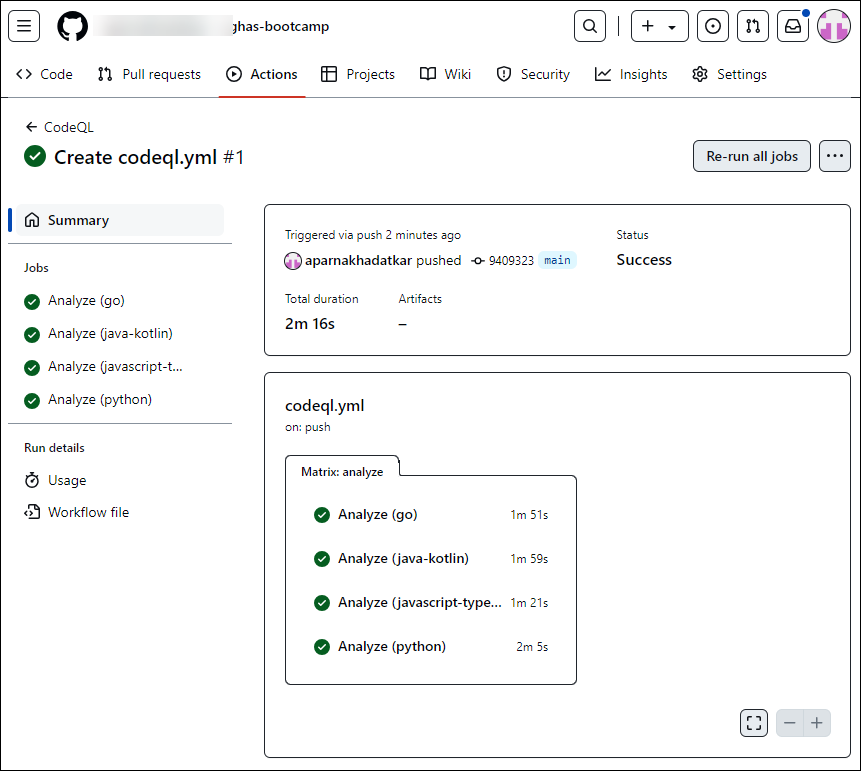 ghas-bootcamp
Code Pull requests Actions Projects Wiki Security Insights Settings
CodeQL
Create codeql.yml #1
Re-run all jobs
Summary
Jobs
Analyze (go)
Analyze (java-kotlin)
Analyze (javascript-t...
Analyze (python)
Run details
Usage
Workflow file
Triggered via push 2 minutes ago
aparnakhadatkar pushed 9409323 main
Status
Success
Total duration
2m 16s
Artifacts
–
codeql.yml
on: push
Matrix: analyze
Analyze (go) 1m 51s
Analyze (java-kotlin) 1m 59s
Analyze (javascript-type... 1m 21s
Analyze (python) 2m 5s